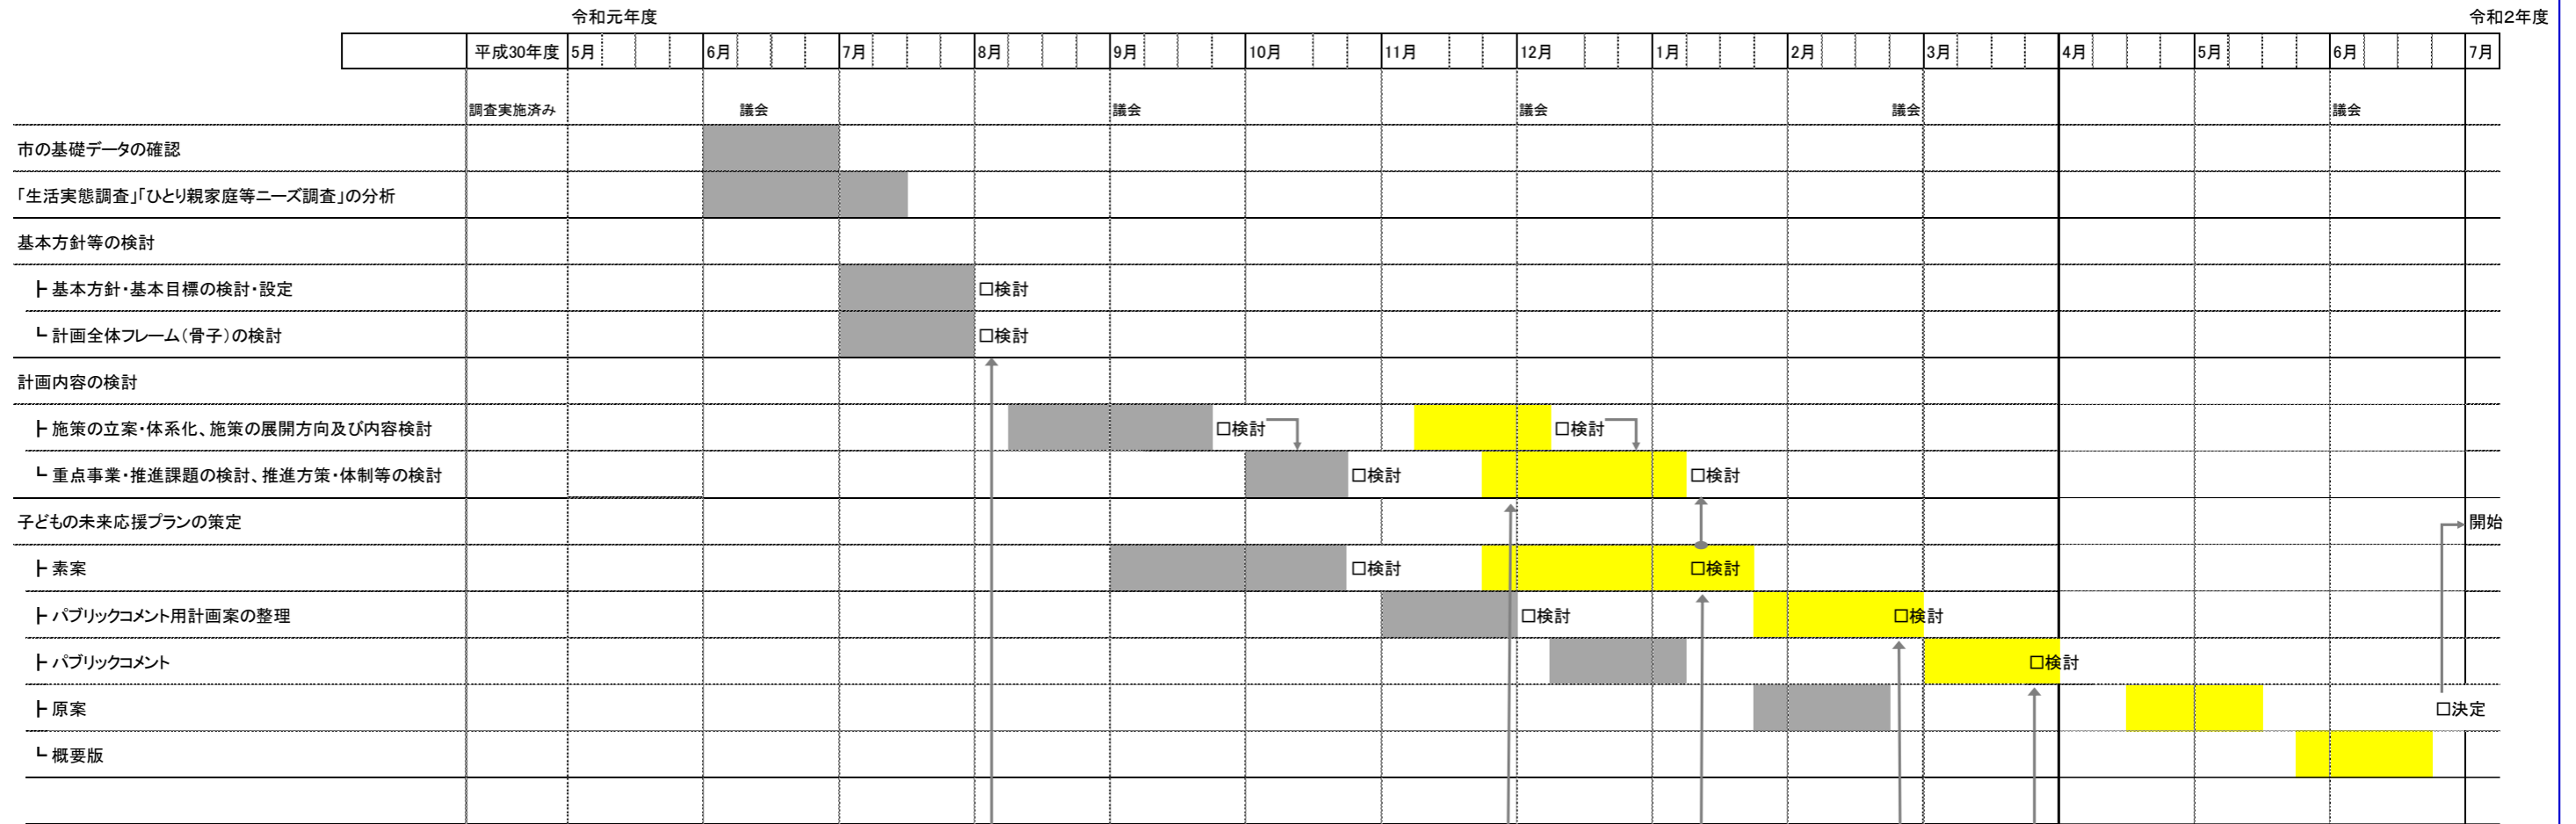 令和元年度
令和2年度
平成30年度 5月 6月 7月 8月 9月 10月 11月 12月 1月 2月 3月 4月 5月 6月 7月
調査実施済み 議会 議会 議会 議会 議会
市の基礎データの確認
「生活実態調査」「ひとり親家庭等ニーズ調査」の分析
基本方針等の検討
┣ 基本方針・基本目標の検討・設定 □検討
┗ 計画全体フレーム（骨子）の検討 □検討
計画内容の検討
┣ 施策の立案・体系化、施策の展開方向及び内容検討 □検討 □検討
┗ 重点事業・推進課題の検討、推進方策・体制等の検討 □検討 □検討
子どもの未来応援プランの策定 開始
┣ 素案 □検討 □検討
┣ パブリックコメント用計画案の整理 □検討 □検討
┣ パブリックコメント □検討
┣ 原案 □決定
┗ 概要版